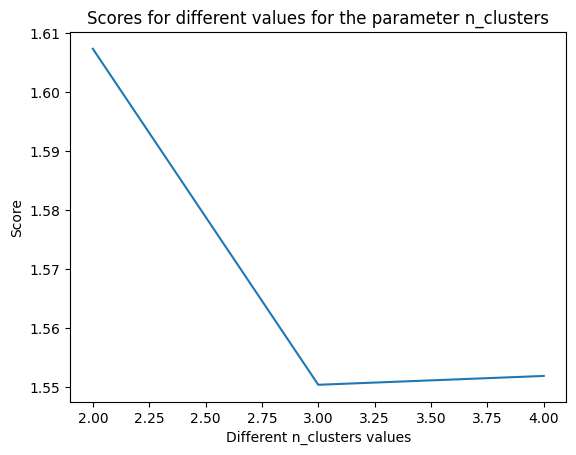 Scores for different values for the parameter n_clusters
1.61
1.60
1.59
1.58
1.57
1.56
1.55
Score
2.00 2.25 2.50 2.75 3.00 3.25 3.50 3.75 4.00
Different n_clusters values